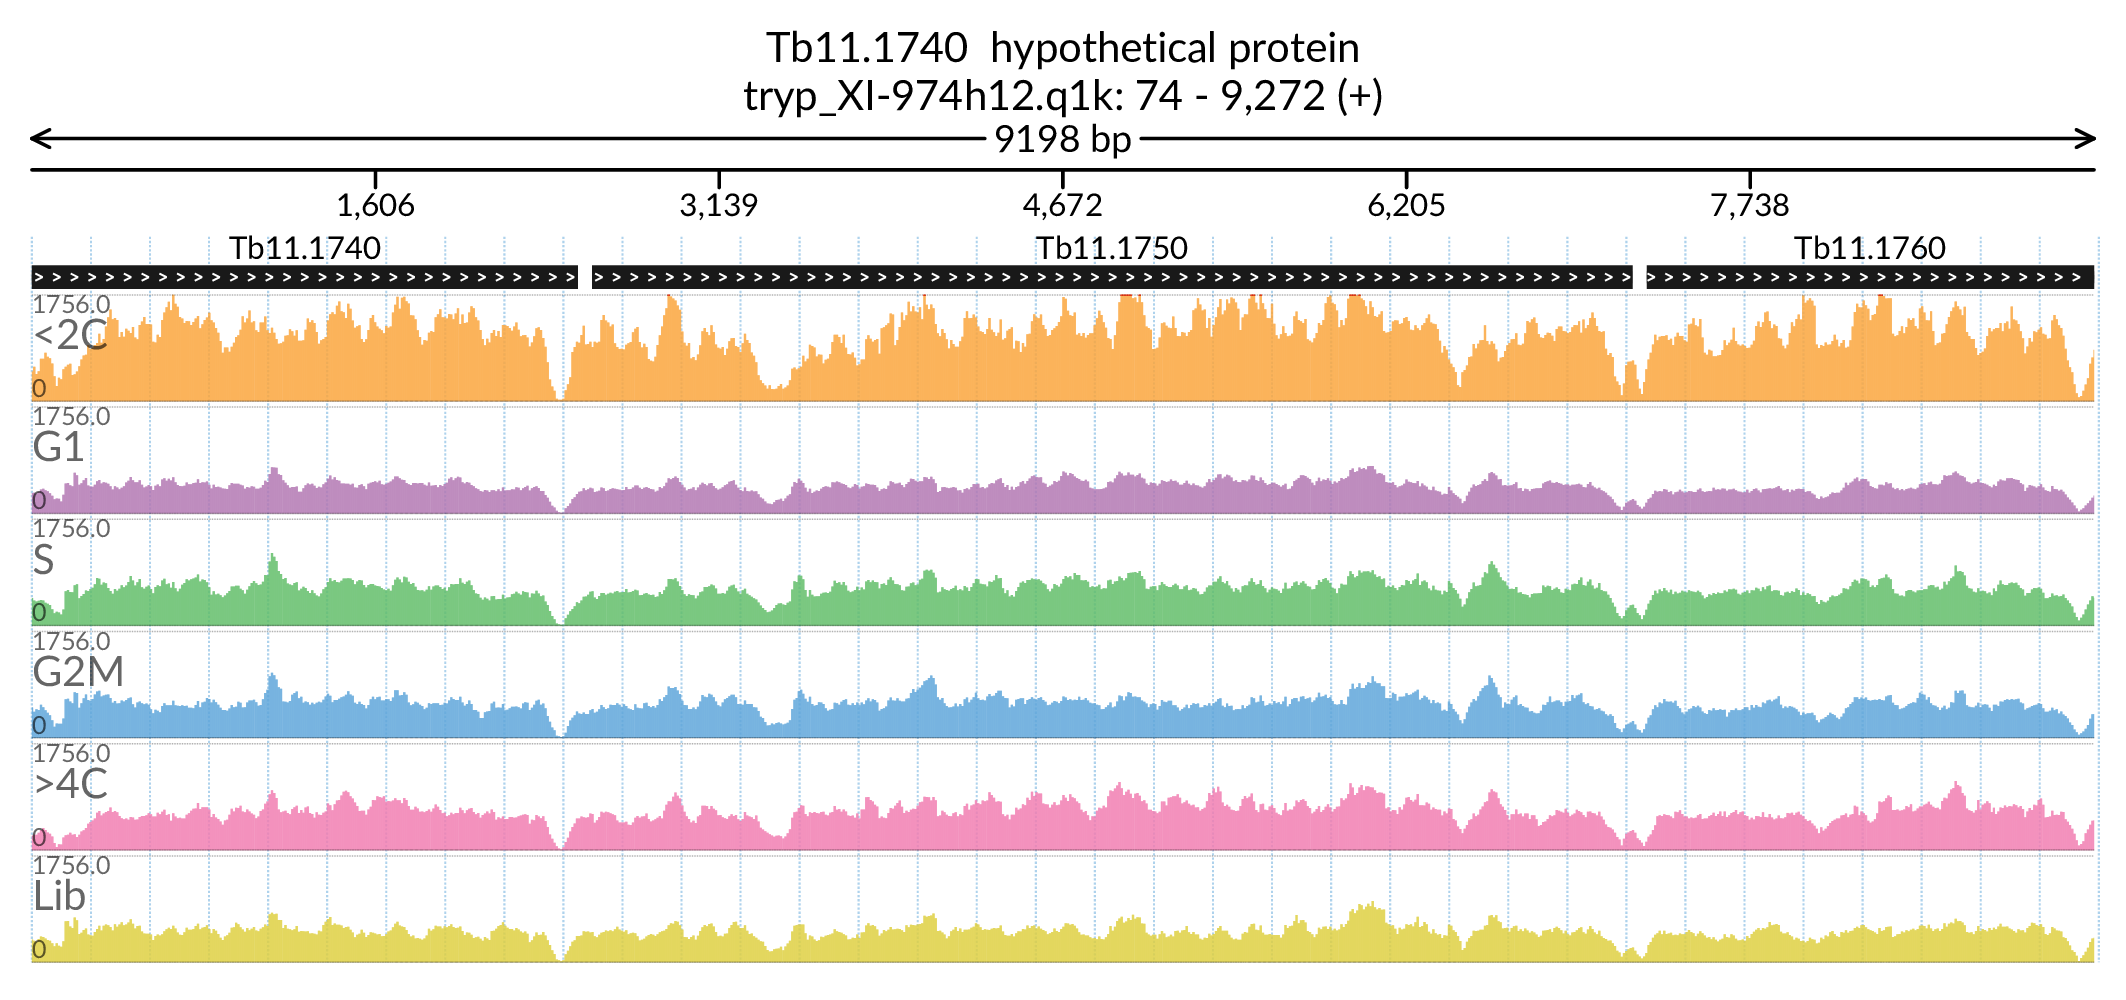 Tb11.1740  hypothetical protein
tryp_XI-974h12.q1k: 74 - 9,272 (+)
9198 bp
1,606 3,139 4,672 6,205 7,738
Tb11.1740 Tb11.1750 Tb11.1760
1756.0
<2C
0
1756.0
G1
0
1756.0
S
0
1756.0
G2M
0
1756.0
>4C
0
1756.0
Lib
0